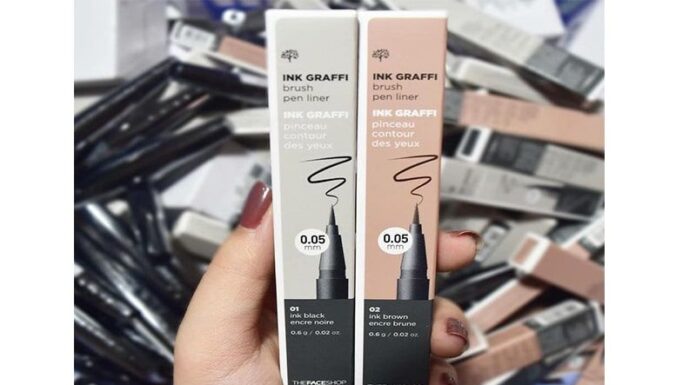 INK GRAFFI
brush
pen liner
INK GRAFFI
pinceau
contour
des yeux
0.05
mm
01
ink black
encre noire
0.6 g / 0.02 oz.
THEFACESHOP
INK GRAFFI
brush
pen liner
INK GRAFFI
pinceau
contour
des yeux
0.05
mm
02
ink brown
encre brune
0.6 g / 0.02 oz.